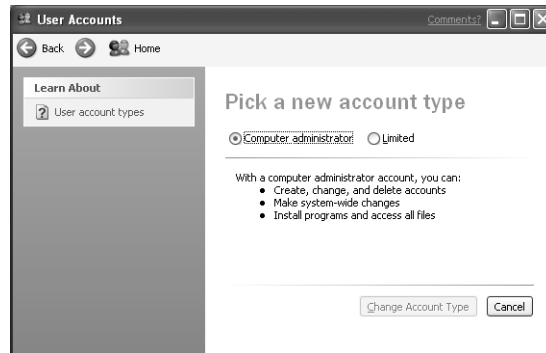 User Accounts
Comments?
Back
Home
Learn About
User account types
Pick a new account type
Computer administrator
Limited
With a computer administrator account, you can:
• Create, change, and delete accounts
• Make system-wide changes
• Install programs and access all files
Change Account Type
Cancel